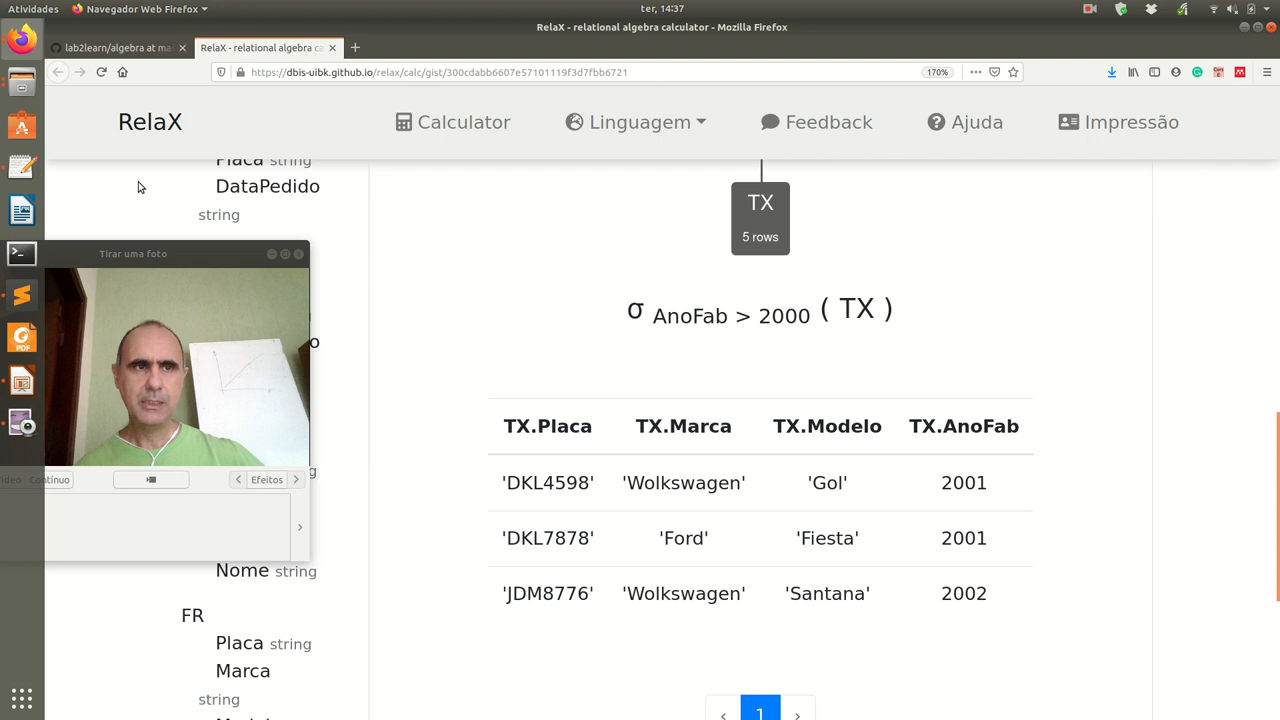 Atividades
Navegador Web Firefox
ter, 14:37
RelaX - relational algebra calculator - Mozilla Firefox
lab2learn/algebra at ma
RelaX - relational algebra ca
https://dbis-uibk.github.io/relax/calc/gist/300cdabb6607e57101119f3d7fbb6721
170%
RelaX
Calculator
Linguagem
Feedback
Ajuda
Impressão
Placa string
DataPedido
string
TX
5 rows
Tirar uma foto
σ AnoFab > 2000 ( TX )
TX.Placa TX.Marca TX.Modelo TX.AnoFab
'DKL4598' 'Wolkswagen' 'Gol' 2001
'DKL7878' 'Ford' 'Fiesta' 2001
'JDM8776' 'Wolkswagen' 'Santana' 2002
Contínuo
Efeitos
PDF
Nome string
FR
Placa string
Marca
string
‹ 1 ›